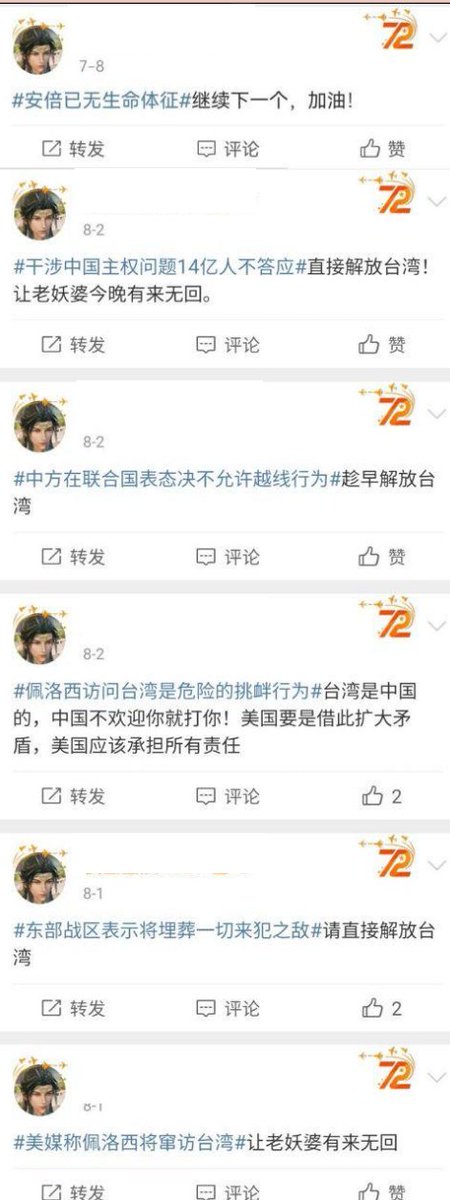 72
7-8
#安倍已无生命体征#继续下一个，加油！
转发 评论 赞
72
8-2
#干涉中国主权问题14亿人不答应#直接解放台湾！
让老妖婆今晚有来无回。
转发 评论 赞
72
8-2
#中方在联合国表态决不允许越线行为#趁早解放台
湾
转发 评论 赞
72
8-2
#佩洛西访问台湾是危险的挑衅行为#台湾是中国
的，中国不欢迎你就打你！美国要是借此扩大矛
盾，美国应该承担所有责任
转发 评论 2
72
8-1
#东部战区表示将埋葬一切来犯之敌#请直接解放台
湾
转发 评论 2
72
8-1
#美媒称佩洛西将窜访台湾#让老妖婆有来无回
转发 评论 赞